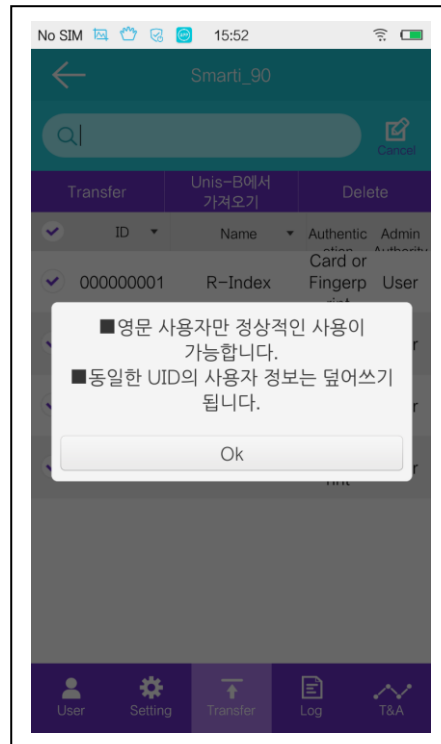 No SIM 15:52
Smarti_90
Cancel
Transfer
Unis-B에서
가져오기
Delete
ID ▼ Name ▼ Authentic Admin
Authority
000000001 R-Index Card or
Fingerp User
■영문 사용자만 정상적인 사용이
가능합니다.
■동일한 UID의 사용자 정보는 덮어쓰기
됩니다.
Ok
User Setting Transfer Log T&A